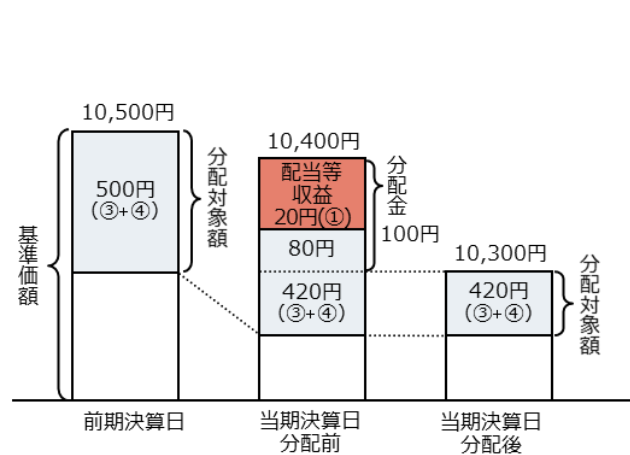 10,500円
500円
（③+④）
分配対象額
基準価額
前期決算日
10,400円
配当等
収益
20円(①)
80円
420円
（③+④）
分配金
100円
当期決算日
分配前
10,300円
420円
（③+④）
分配対象額
当期決算日
分配後